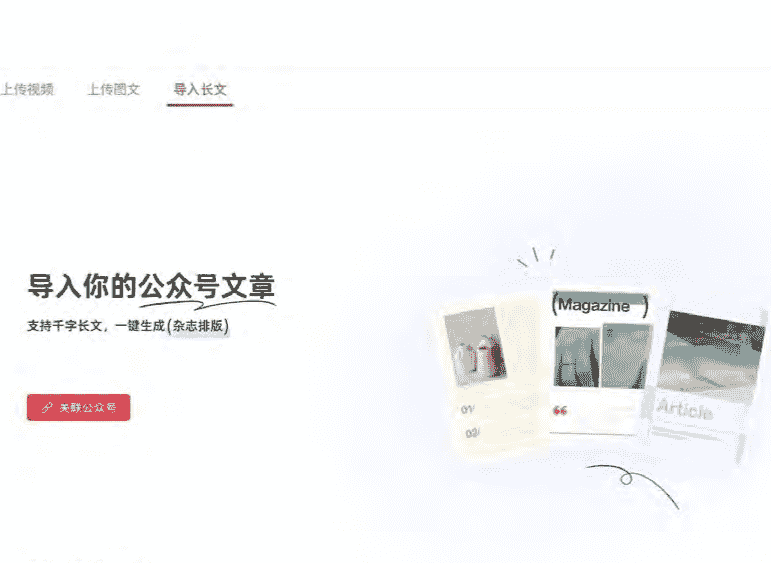 上传视频 上传图文 导入长文
导入你的公众号文章
支持千字长文，一键生成(杂志排版)
关联公众号
(Magazine )
01/
02/
❝
Article